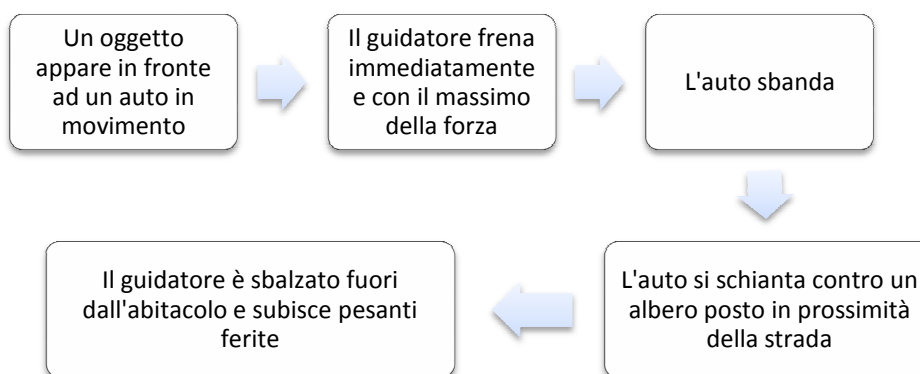 Un oggetto
appare in fronte
ad un auto in
movimento
Il guidatore frena
immediatamente
e con il massimo
della forza
L'auto sbanda
L'auto si schianta contro un
albero posto in prossimità
della strada
Il guidatore è sbalzato fuori
dall'abitacolo e subisce pesanti
ferite